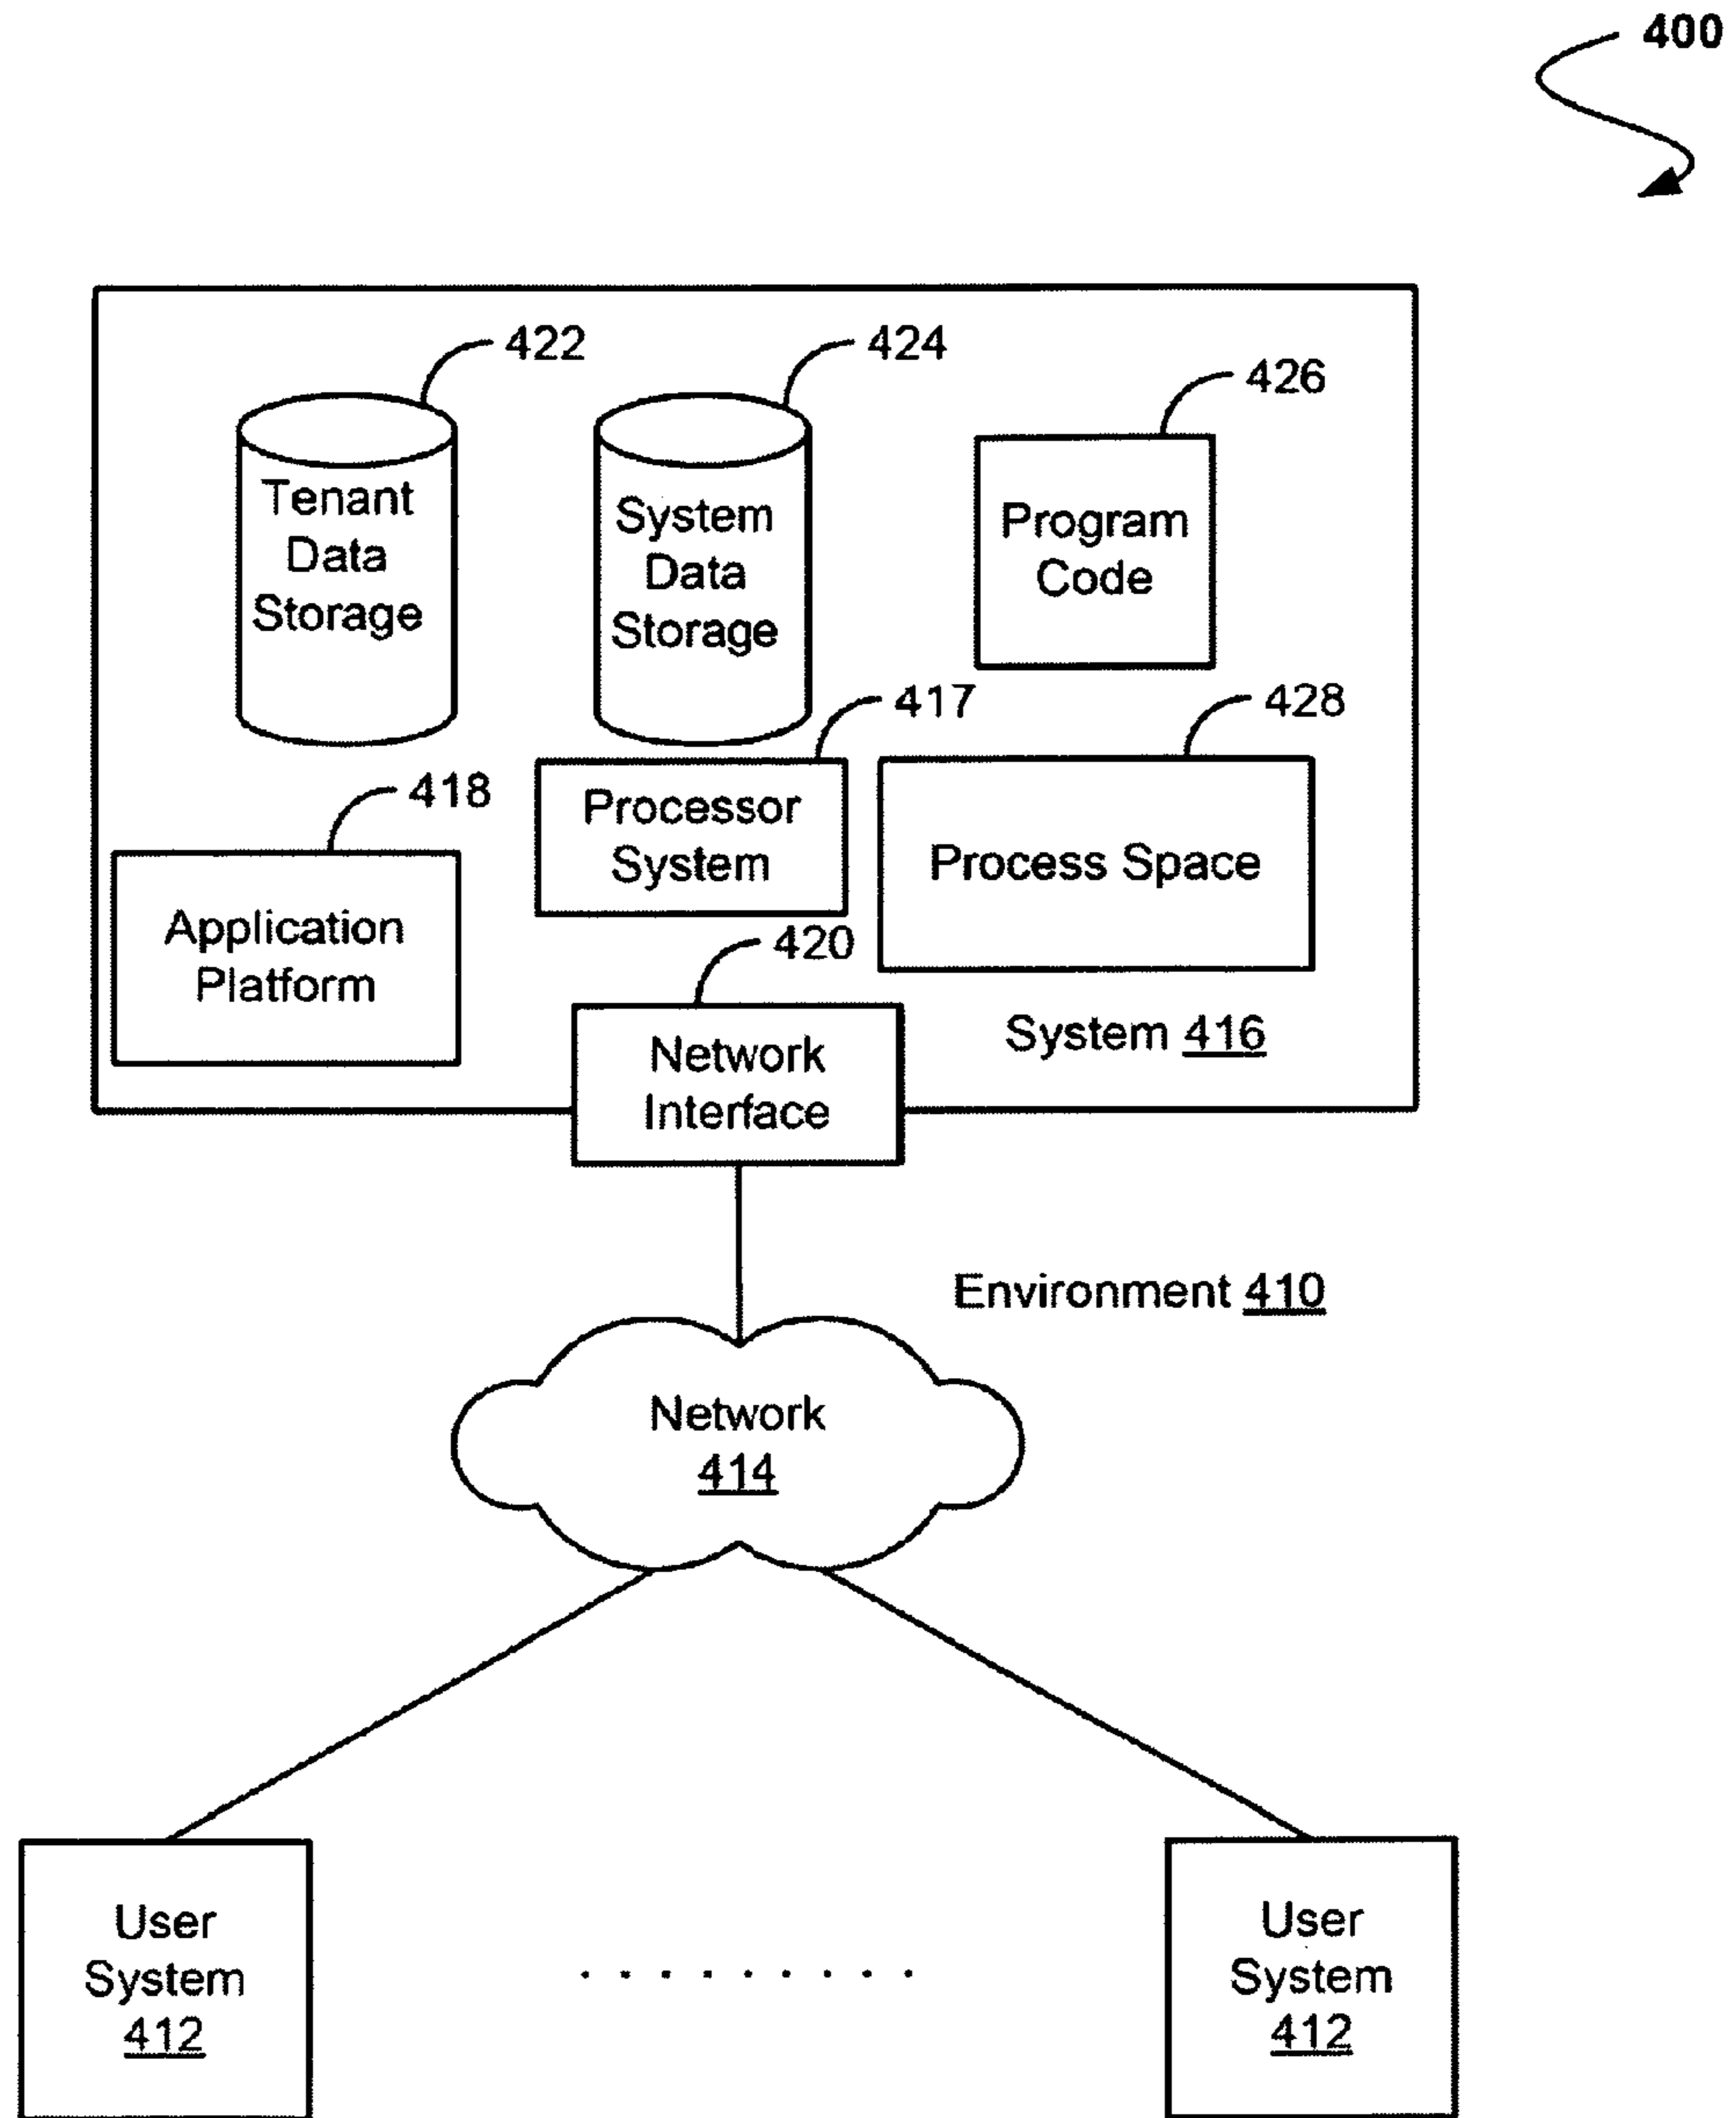 400
422
424
426
Tenant
Data
Storage
System
Data
Storage
Program
Code
417
428
418
Processor
System
Process Space
Application
Platform
420
System 416
Network
Interface
Environment 410
Network
414
User
System
412
User
System
412